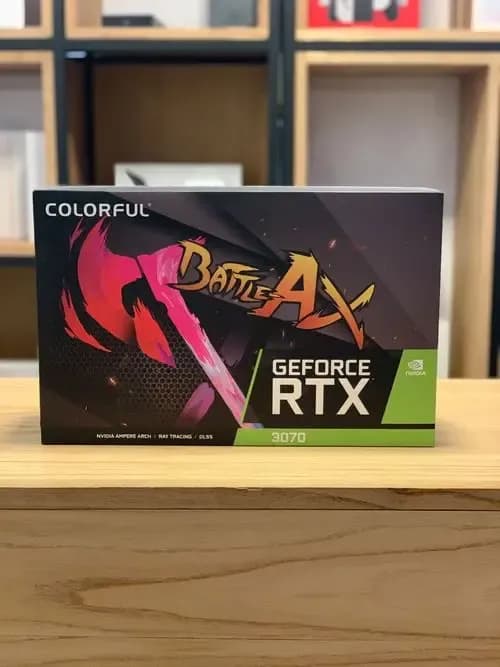 COLORFUL
BATTLE-AX
GEFORCE
RTX
NVIDIA
NVIDIA AMPERE ARCH / RAY TRACING / DLSS
3070